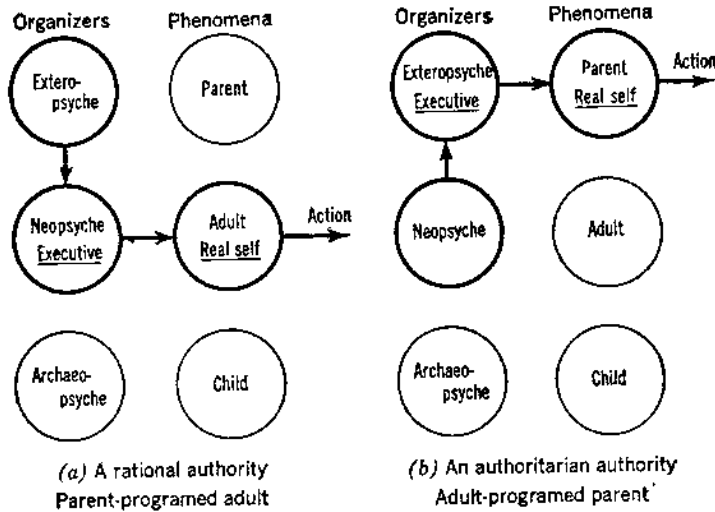 Organizers Phenomena
Extero-
psyche
Parent
Neopsyche
Executive
Adult
Real self
Action
Archaeo-
psyche
Child
(a) A rational authority
Parent-programed adult
Organizers Phenomena
Exteropsyche
Executive
Parent
Real self
Action
Neopsyche
Adult
Archaeo-
psyche
Child
(b) An authoritarian authority
Adult-programed parent